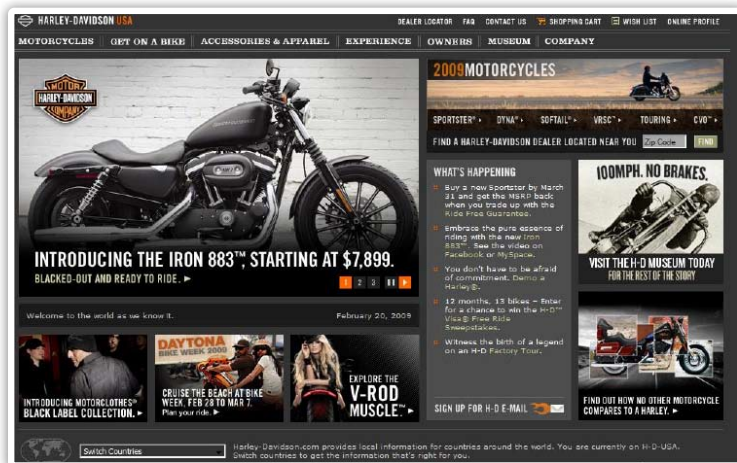 HARLEY-DAVIDSON USA
DEALER LOCATOR FAQ CONTACT US SHOPPING CART WISH LIST ONLINE PROFILE
MOTORCYCLES GET ON A BIKE ACCESSORIES & APPAREL EXPERIENCE OWNERS MUSEUM COMPANY
MOTOR
HARLEY-DAVIDSON
COMPANY
INTRODUCING THE IRON 883™, STARTING AT $7,899.
BLACKED-OUT AND READY TO RIDE.
1 2 3
2009 MOTORCYCLES
SPORTSTER® DYNA® SOFTAIL® VRSC™ TOURING CVO™
FIND A HARLEY-DAVIDSON DEALER LOCATED NEAR YOU Zip Code FIND
WHAT'S HAPPENING
Buy a new Sportster by March
31 and get the MSRP back
when you trade up with the
Ride Free Guarantee.
Embrace the pure essence of
riding with the new Iron
883™. See the video on
Facebook or MySpace.
You don't have to be afraid
of commitment. Demo a
Harley®.
12 months, 13 bikes – Enter
for a chance to win the H-D™
Visa® Free Ride
Sweepstakes.
Witness the birth of a legend
on an H-D Factory Tour.
SIGN UP FOR H-D E-MAIL
100MPH. NO BRAKES.
VISIT THE H-D MUSEUM TODAY
FOR THE REST OF THE STORY
FIND OUT HOW NO OTHER MOTORCYCLE
COMPARES TO A HARLEY.
Welcome to the world as we know it.
February 20, 2009
INTRODUCING MOTORCLOTHES®
BLACK LABEL COLLECTION.
DAYTONA
BIKE WEEK 2009
CRUISE THE BEACH AT BIKE
WEEK, FEB 28 TO MAR 7.
Plan your ride.
EXPLORE THE
V-ROD
MUSCLE™
Switch Countries
Harley-Davidson.com provides local information for countries around the world. You are currently on H-D-USA.
Switch countries to get the information that's right for you.